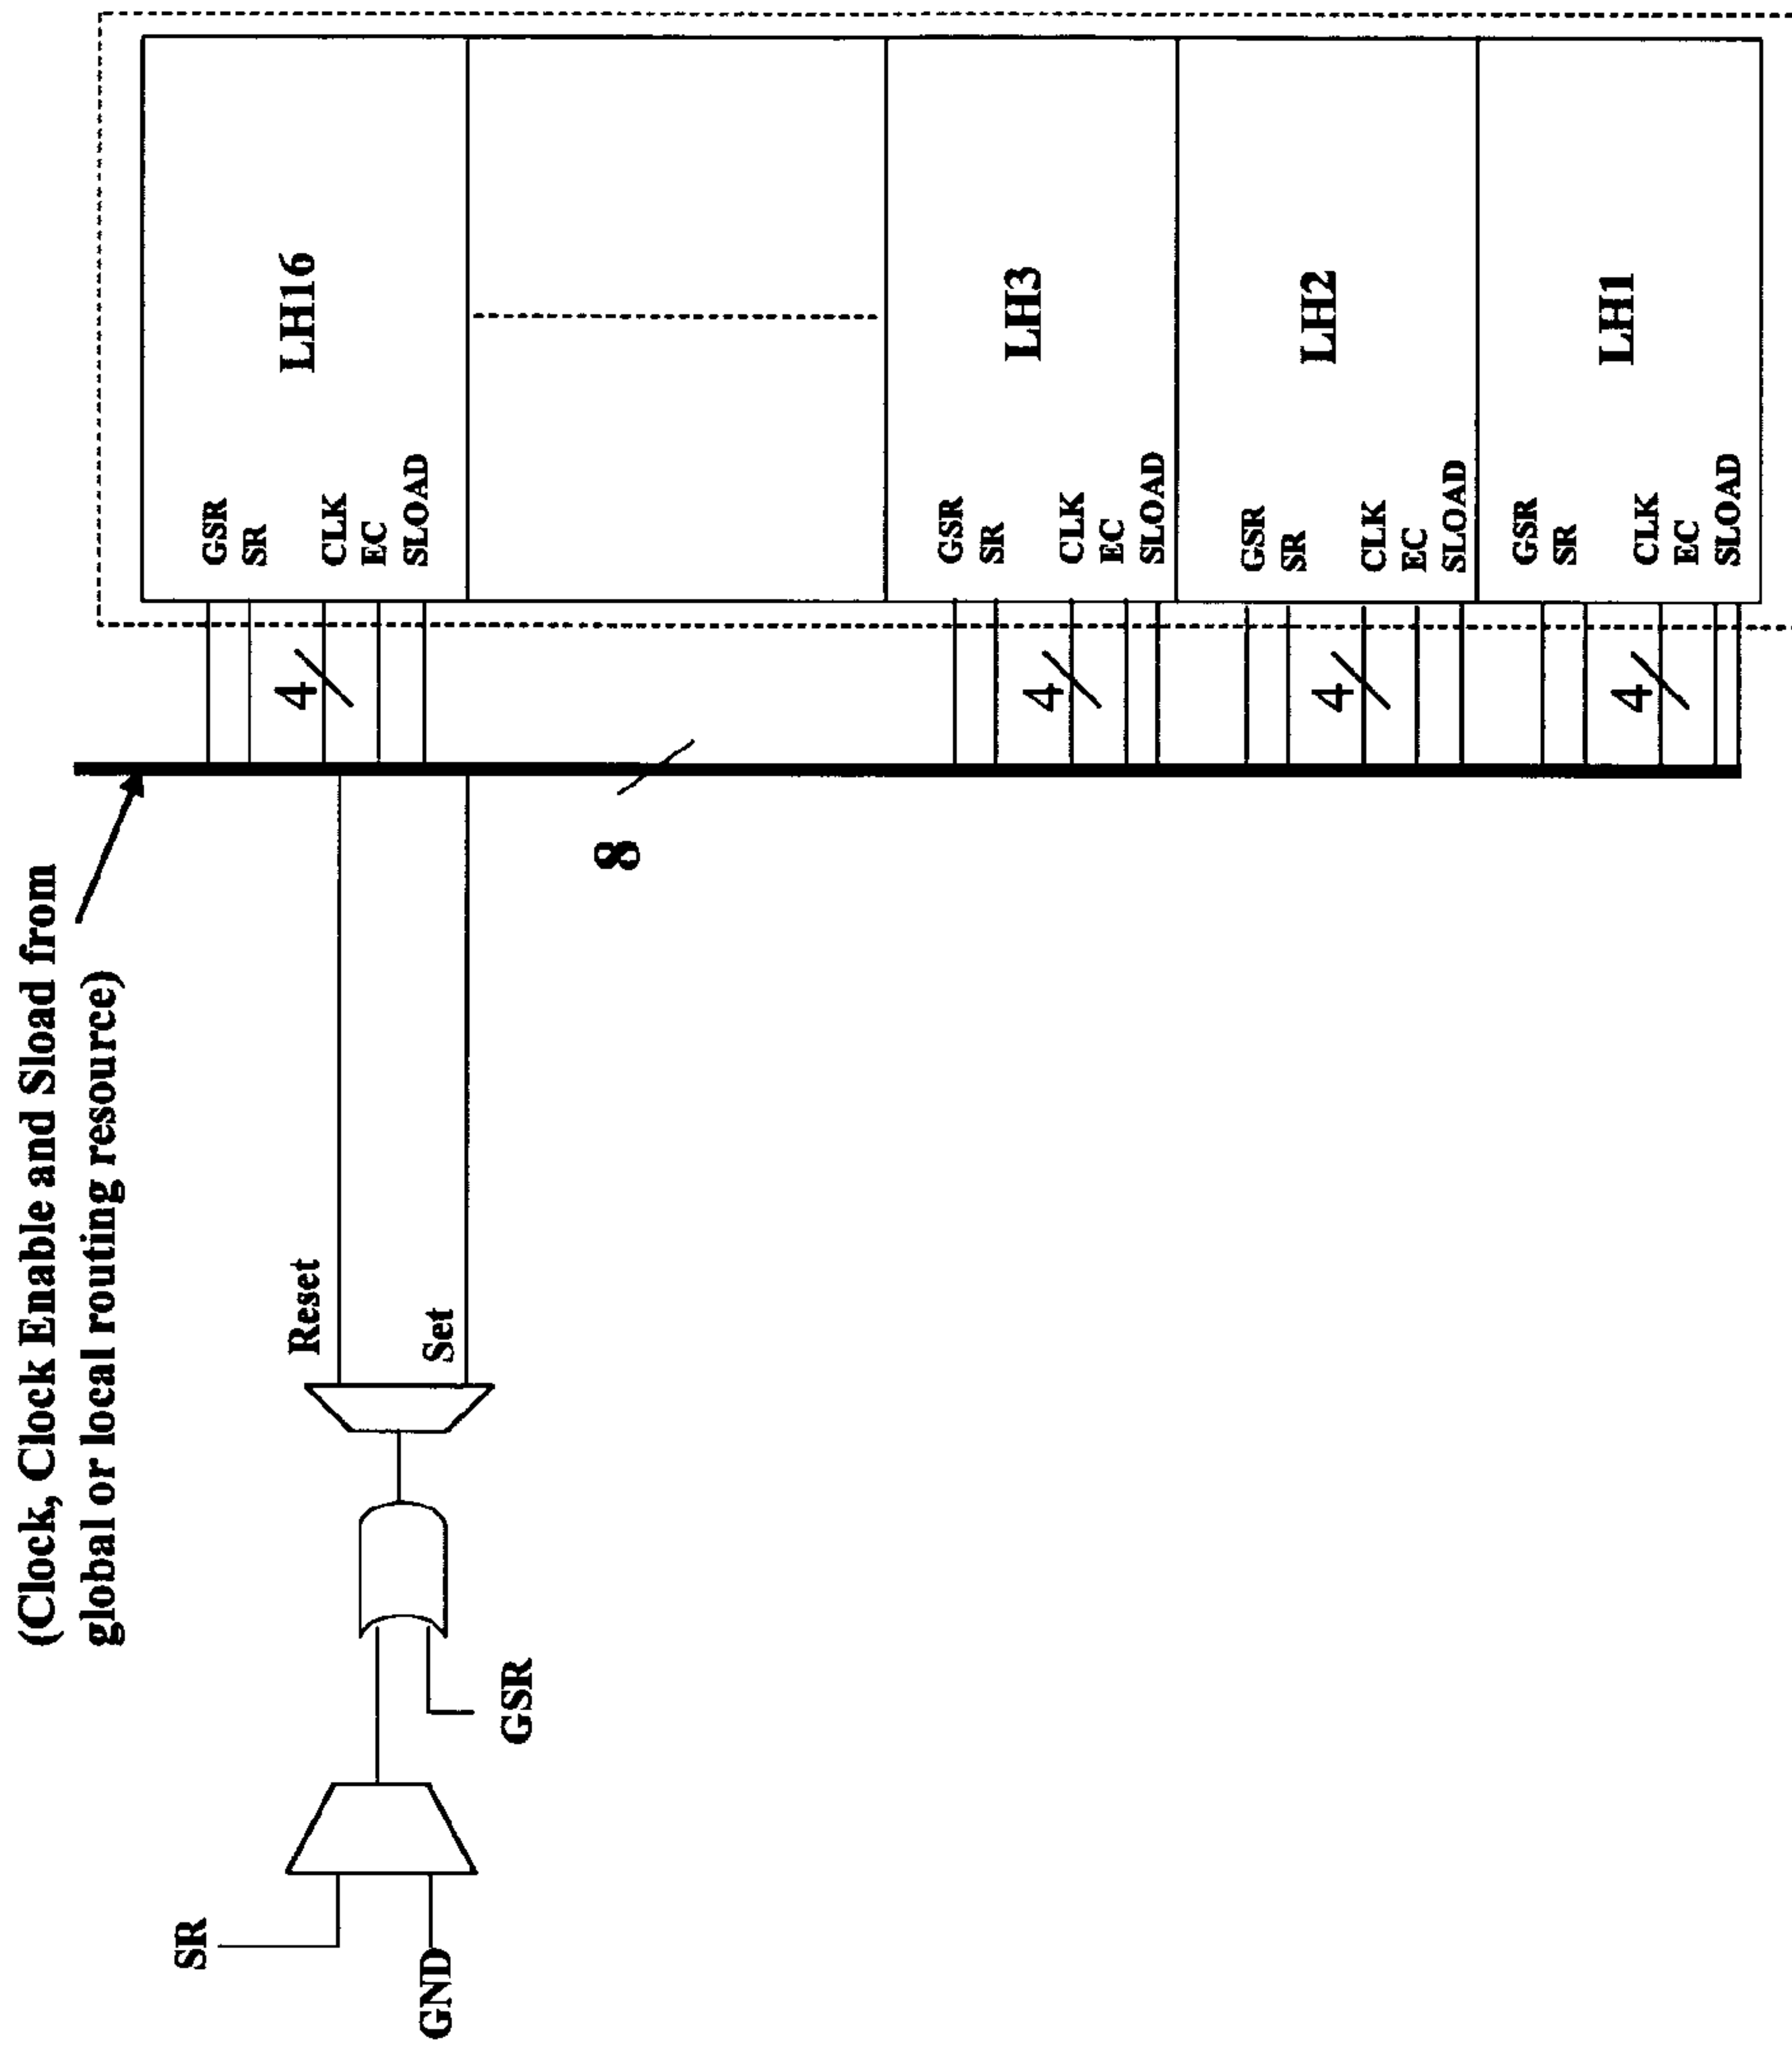 (Clock, Clock Enable and Sload from
global or local routing resource)
SR
GND
GSR
Reset
Set
8
4
GSR
SR
CLK
EC
SLOAD
LH16
4
GSR
SR
CLK
EC
SLOAD
LH3
4
GSR
SR
CLK
EC
SLOAD
LH2
4
GSR
SR
CLK
EC
SLOAD
LH1